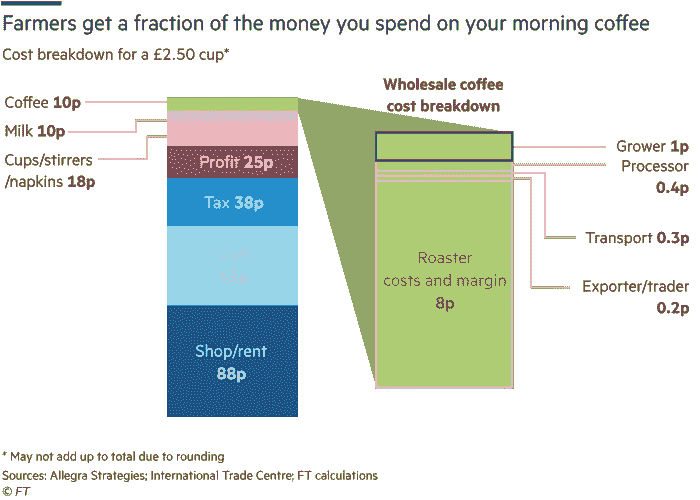 Farmers get a fraction of the money you spend on your morning coffee
Cost breakdown for a £2.50 cup*
Wholesale coffee
cost breakdown
Coffee 10p
Milk 10p
Cups/stirrers
/napkins 18p
Profit 25p
Tax 38p
Shop/rent
88p
Grower 1p
Processor
0.4p
Transport 0.3p
Exporter/trader
0.2p
Roaster
costs and margin
8p
* May not add up to total due to rounding
Sources: Allegra Strategies; International Trade Centre; FT calculations
© FT